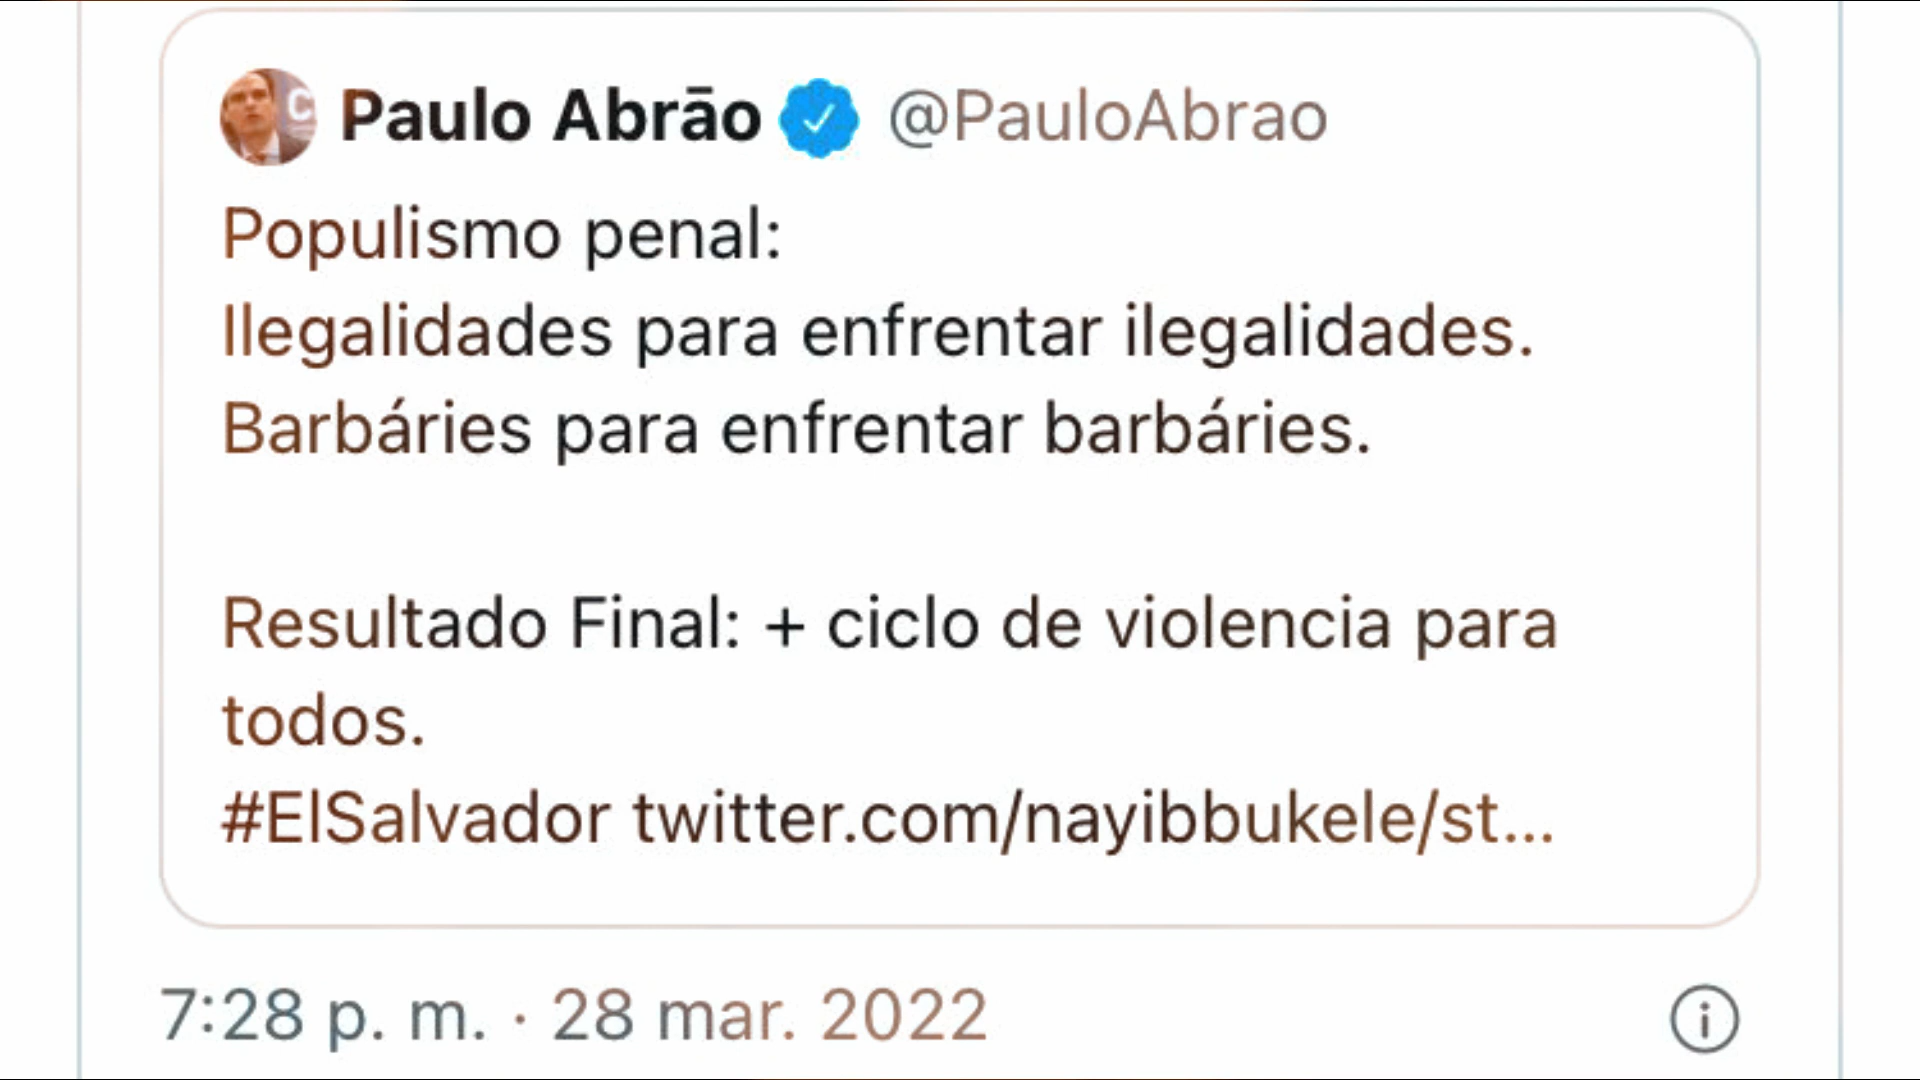 Paulo Abrão @PauloAbrao
Populismo penal:
Ilegalidades para enfrentar ilegalidades.
Barbáries para enfrentar barbáries.
Resultado Final: + ciclo de violencia para
todos.
#ElSalvador twitter.com/nayibbukele/st...
7:28 p. m. · 28 mar. 2022